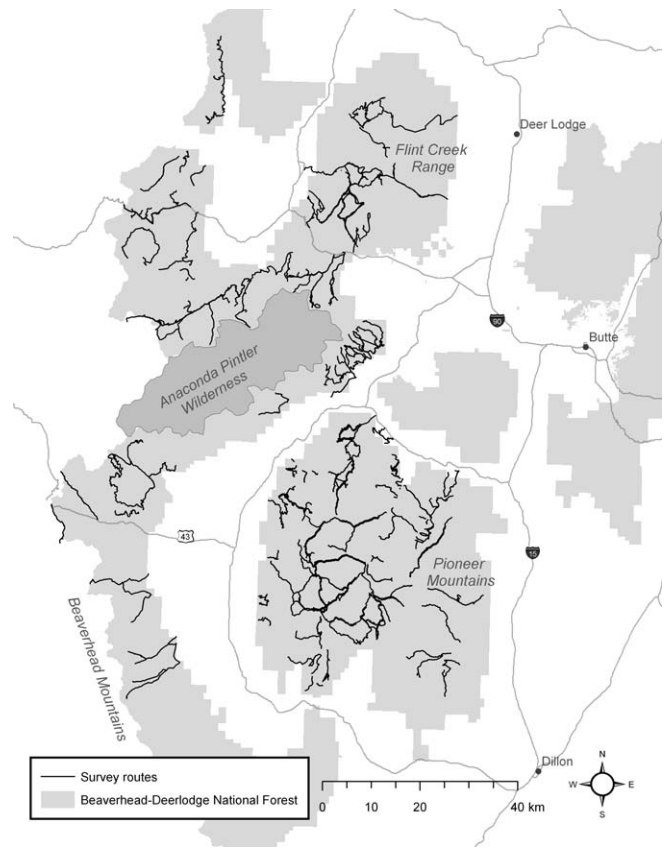 Deer Lodge
Flint Creek
Range
90
Butte
Anaconda Pintler
Wilderness
43
15
Pioneer
Mountains
Beaverhead Mountains
Dillon
Survey routes
Beaverhead-Deerlodge National Forest
0 10 20 40 km
N
W E
S